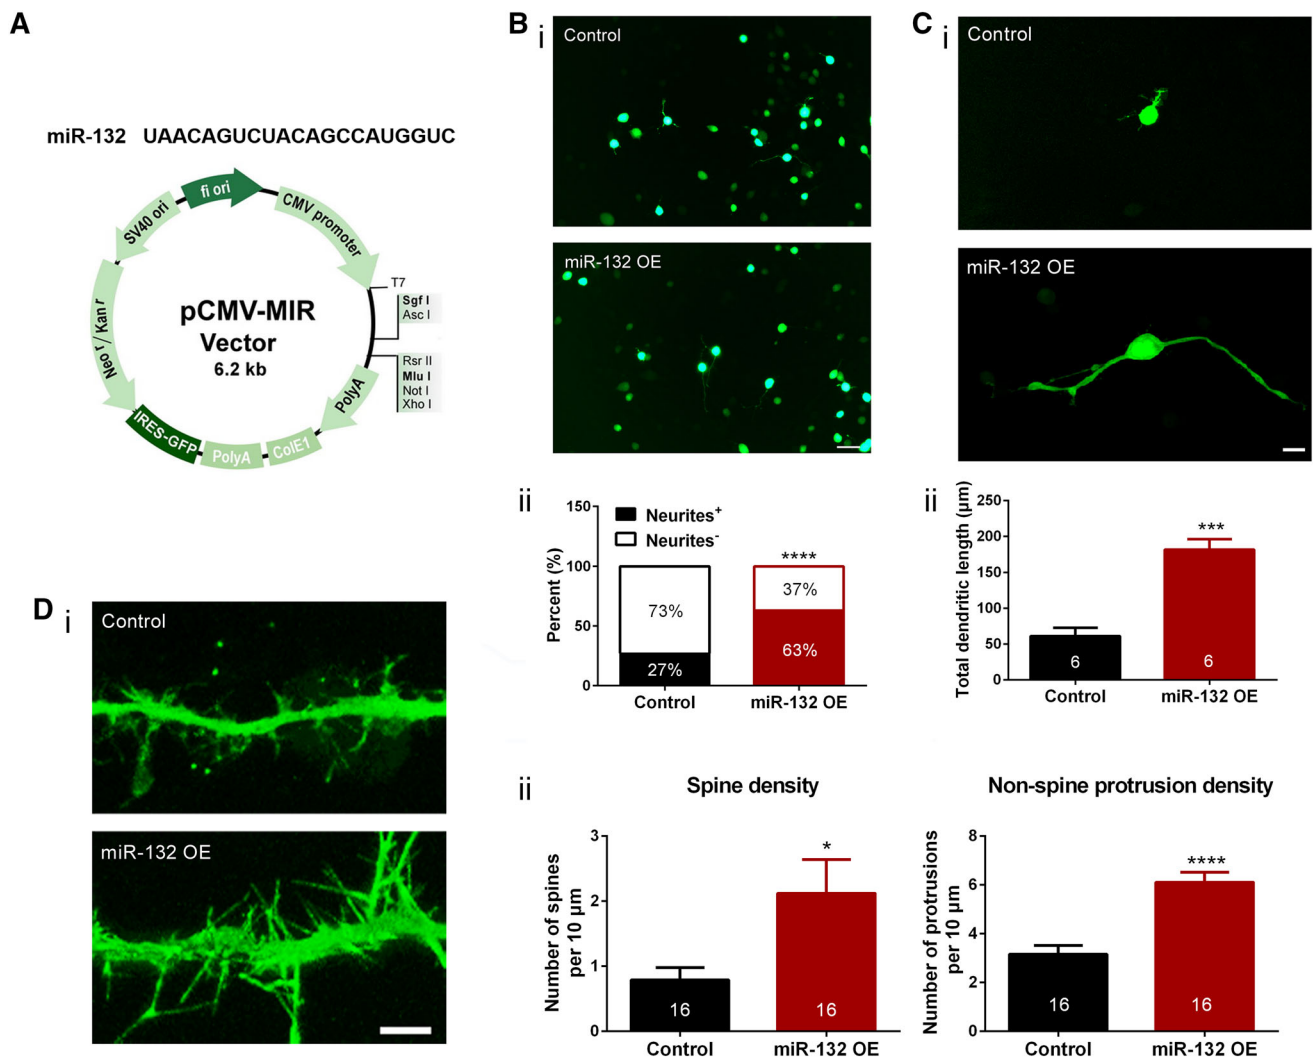 A
miR-132 UAACAGUCUACAGCCAUGGUC
fi ori
CMV promoter
SV40 ori
T7
Sgf I
Asc I
pCMV-MIR
Vector
6.2 kb
Neo r / Kan r
Rsr II
Mlu I
Not I
Xho I
PolyA
IRES-GFP
PolyA
ColE1
B
i
Control
miR-132 OE
ii
150
100
50
0
Percent (%)
Neurites+
Neurites-
****
73%
27%
37%
63%
Control
miR-132 OE
C
i
Control
miR-132 OE
ii
250
200
150
100
50
0
Total dendritic length (µm)
***
6
6
Control
miR-132 OE
D
i
Control
miR-132 OE
ii
Spine density
3
2
1
0
Number of spines
per 10 µm
*
16
16
Control
miR-132 OE
Non-spine protrusion density
8
6
4
2
0
Number of protrusions
per 10 µm
****
16
16
Control
miR-132 OE